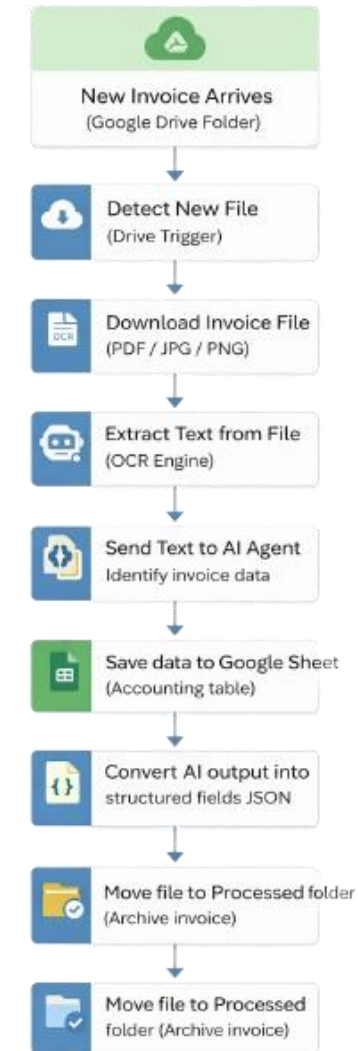 New Invoice Arrives
(Google Drive Folder)
Detect New File
(Drive Trigger)
OCR
Download Invoice File
(PDF / JPG / PNG)
Extract Text from File
(OCR Engine)
Send Text to AI Agent
Identify invoice data
Save data to Google Sheet
(Accounting table)
{}
Convert AI output into
structured fields JSON
Move file to Processed folder
(Archive invoice)
Move file to Processed
folder (Archive invoice)